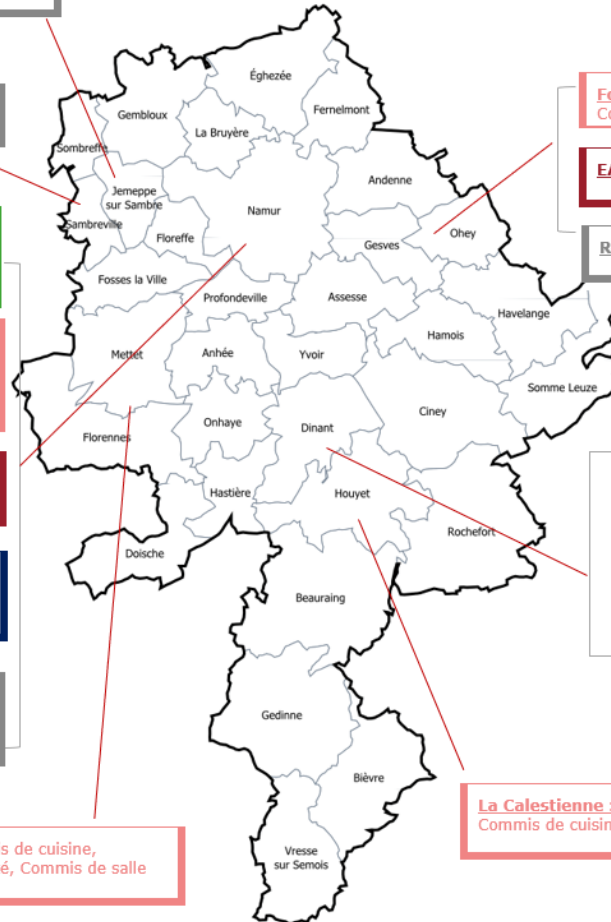 Éghezée
Gembloux
Fernelmont
La Bruyère
Sombreffe
Andenne
Jemeppe
sur Sambre
Namur
Sambreville
Floreffe
Gesves
Ohey
Fosses la Ville
Profondeville
Assesse
Havelange
Hamois
Mettet
Anhée
Yvoir
Somme Leuze
Ciney
Onhaye
Dinant
Florennes
Hastière
Houyet
Rochefort
Doische
Beauraing
Gedinne
Bièvre
Vresse
sur Semois
La Calestienne :
Commis de cuisin
s de cuisine,
é, Commis de salle